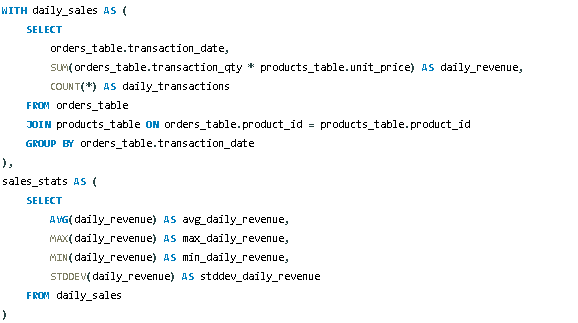 WITH daily_sales AS (
    SELECT
        orders_table.transaction_date,
        SUM(orders_table.transaction_qty * products_table.unit_price) AS daily_revenue,
        COUNT(*) AS daily_transactions
    FROM orders_table
    JOIN products_table ON orders_table.product_id = products_table.product_id
    GROUP BY orders_table.transaction_date
),
sales_stats AS (
    SELECT
        AVG(daily_revenue) AS avg_daily_revenue,
        MAX(daily_revenue) AS max_daily_revenue,
        MIN(daily_revenue) AS min_daily_revenue,
        STDDEV(daily_revenue) AS stddev_daily_revenue
    FROM daily_sales
)